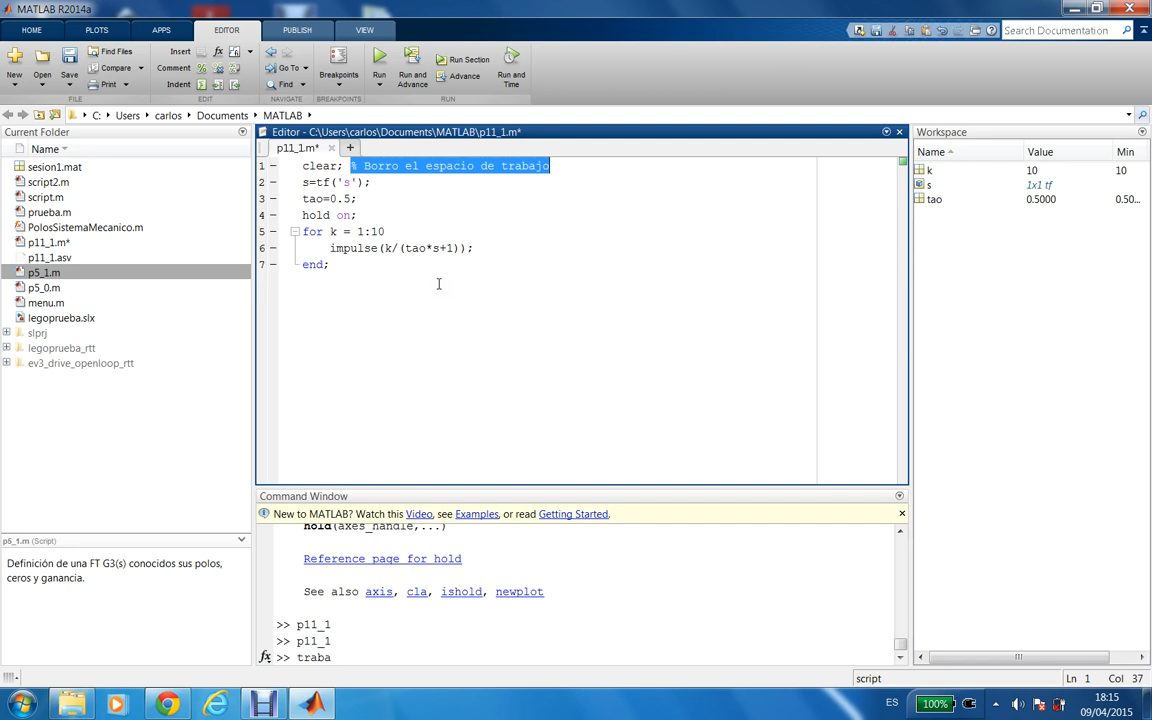 MATLAB R2014a
HOME PLOTS APPS EDITOR PUBLISH VIEW
Search Documentation
New Open Save
Find Files
Compare
Print
FILE
Insert
Comment
Indent
EDIT
Go To
Find
NAVIGATE
Breakpoints
BREAKPOINTS
Run Run and Advance
Run Section
Advance
Run and Time
RUN
C: Users carlos Documents MATLAB
Current Folder
Name
sesion1.mat
script2.m
script.m
prueba.m
PolosSistemaMecanico.m
p11_1.m*
p11_1.asv
p5_1.m
p5_0.m
menu.m
legoprueba.slx
slprj
legoprueba_rtt
ev3_drive_openloop_rtt
p5_1.m (Script)
Definición de una FT G3(s) conocidos sus polos,
ceros y ganancia.
Editor - C:\Users\carlos\Documents\MATLAB\p11_1.m*
p11_1.m*
1 clear; % Borro el espacio de trabajo
2 s=tf('s');
3 tao=0.5;
4 hold on;
5 for k = 1:10
6 impulse(k/(tao*s+1));
7 end;
Command Window
New to MATLAB? Watch this Video, see Examples, or read Getting Started.
hold(axes_handle,...)
Reference page for hold
See also axis, cla, ishold, newplot
>> p11_1
>> p11_1
fx >> traba
Workspace
Name Value Min
k 10 10
s 1x1 tf
tao 0.5000 0.50...
script Ln 1 Col 37
ES 100% 18:15
09/04/2015